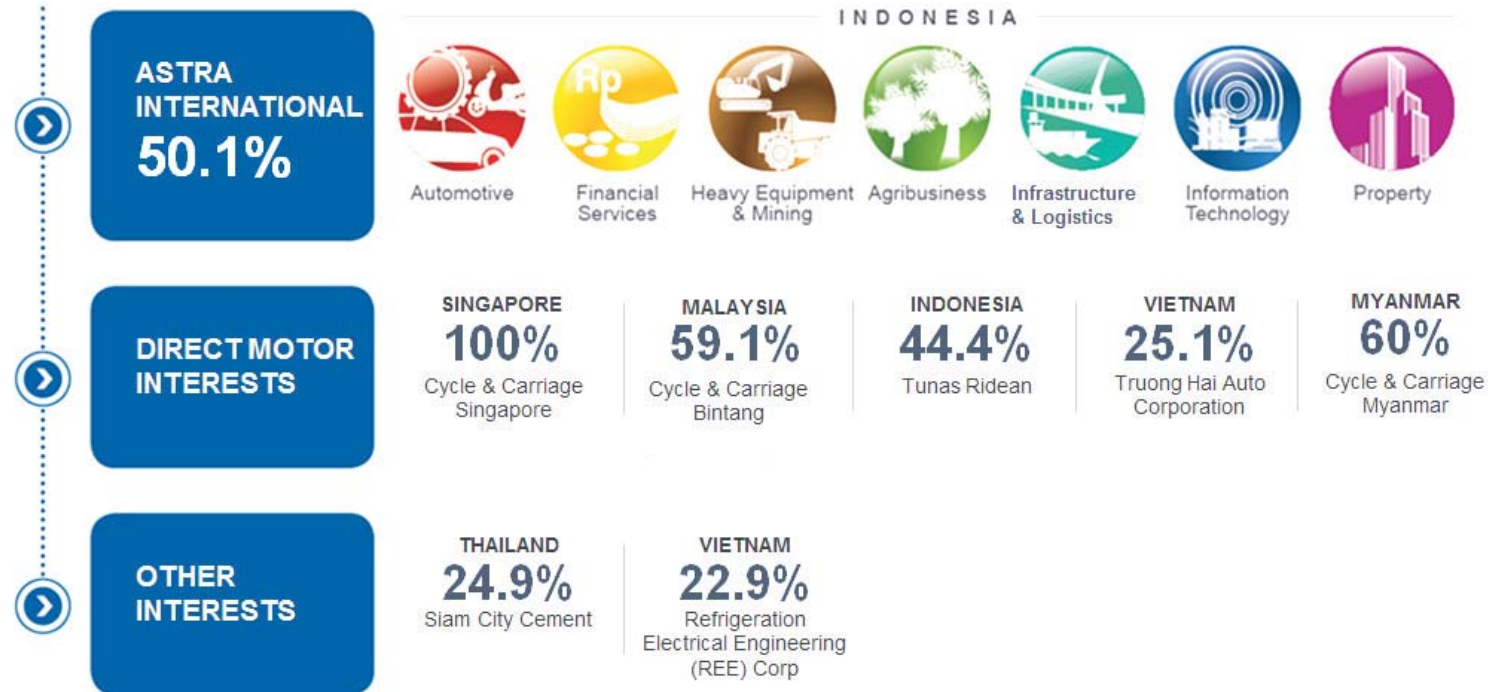 INDONESIA
ASTRA
INTERNATIONAL
50.1%
Rp
Automotive
Financial
Services
Heavy Equipment
& Mining
Agribusiness
Infrastructure
& Logistics
Information
Technology
Property
DIRECT MOTOR
INTERESTS
SINGAPORE
100%
Cycle & Carriage
Singapore
MALAYSIA
59.1%
Cycle & Carriage
Bintang
INDONESIA
44.4%
Tunas Ridean
VIETNAM
25.1%
Truong Hai Auto
Corporation
MYANMAR
60%
Cycle & Carriage
Myanmar
OTHER
INTERESTS
THAILAND
24.9%
Siam City Cement
VIETNAM
22.9%
Refrigeration
Electrical Engineering
(REE) Corp